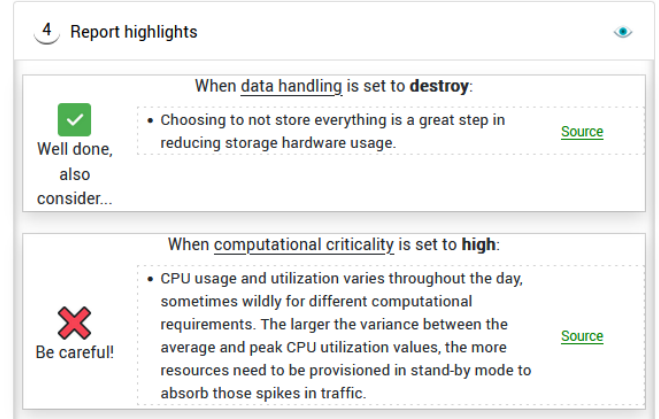 4 Report highlights
When data handling is set to destroy:
Well done,
also
consider...
• Choosing to not store everything is a great step in
reducing storage hardware usage.
Source
When computational criticality is set to high:
Be careful!
• CPU usage and utilization varies throughout the day,
sometimes wildly for different computational
requirements. The larger the variance between the
average and peak CPU utilization values, the more
resources need to be provisioned in stand-by mode to
absorb those spikes in traffic.
Source